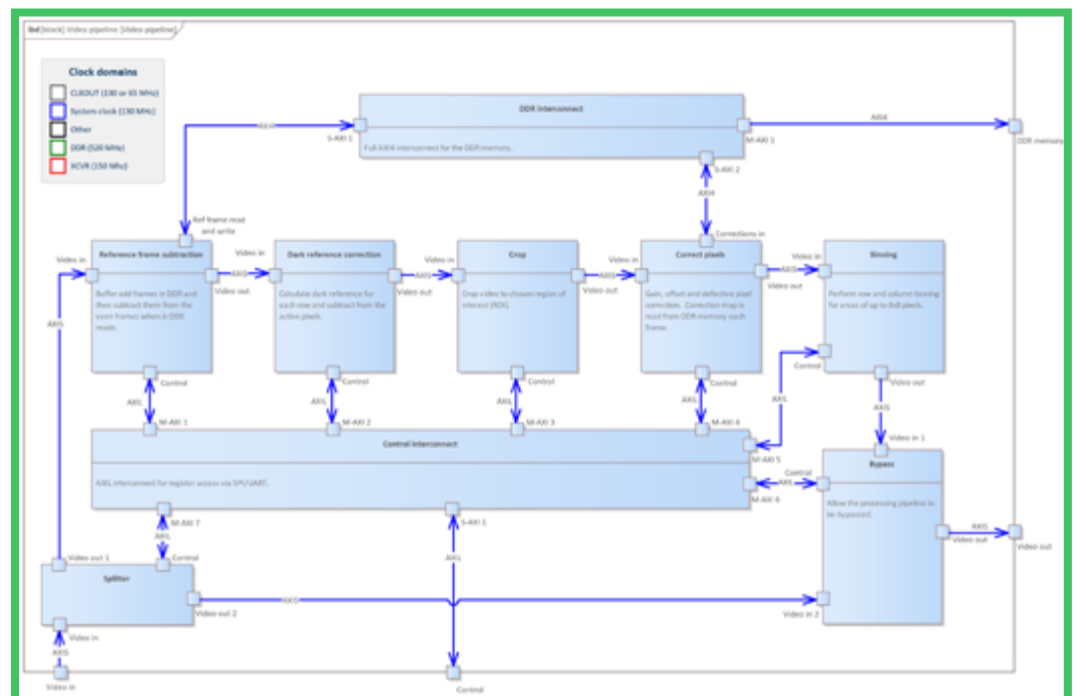 ibd [block] Video pipeline [Video pipeline]
Clock domains
CLKOUT (130 or 65 MHz)
System clock (130 MHz)
Other
DDR (520 MHz)
XCVR (150 Mhz)
DDR interconnect
Full AXI4 interconnect for the DDR memory.
S-AXI 1
M-AXI 1
S-AXI 2
AXI4
AXI4
AXI4
DDR memory
Ref frame read
and write
Corrections in
Reference frame subtraction
Buffer odd frames in DDR and
then subtract them from the
even frames when in DDS
mode.
Video in
Video out
AXIS
Control
Dark reference correction
Calculate dark reference for
each row and subtract from the
active pixels.
Video in
Video out
AXIS
Control
Crop
Crop video to chosen region of
interest (ROI).
Video in
Video out
AXIS
Control
Correct pixels
Gain, offset and defective pixel
correction. Correction map is
read from DDR memory each
frame.
Video in
Video out
AXIS
Control
Binning
Perform row and column binning
for areas of up to 8x8 pixels.
Video in
Control
Video out
AXIS
AXIS
AXIL
AXIL
AXIL
AXIL
AXIL
M-AXI 1
M-AXI 2
M-AXI 3
M-AXI 4
M-AXI 5
M-AXI 6
Control interconnect
AXIL interconnect for register access via SPI/UART.
M-AXI 7
S-AXI 1
AXIL
AXIL
Control
AXIL
Video in 1
Bypass
Allow the processing pipeline to
be bypassed.
AXIS
Video out
Video out
Video in 2
Video out 1
Control
Splitter
Video out 2
AXIS
Video in
AXIS
Video in
Control